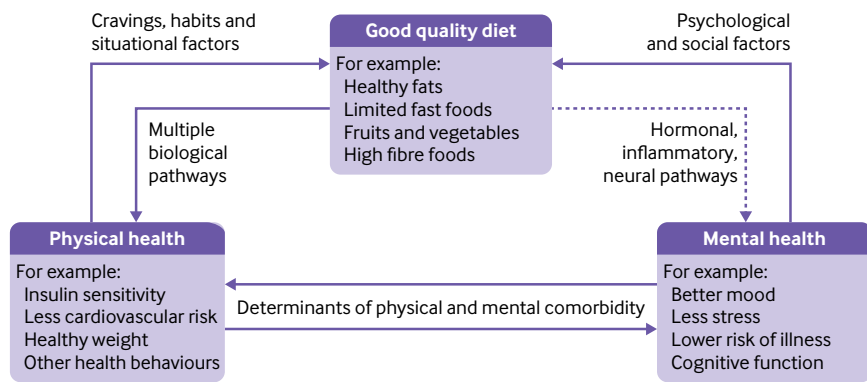 Cravings, habits and
situational factors
Good quality diet
For example:
Healthy fats
Limited fast foods
Fruits and vegetables
High fibre foods
Psychological
and social factors
Multiple
biological
pathways
Hormonal,
inflammatory,
neural pathways
Physical health
For example:
Insulin sensitivity
Less cardiovascular risk
Healthy weight
Other health behaviours
Determinants of physical and mental comorbidity
Mental health
For example:
Better mood
Less stress
Lower risk of illness
Cognitive function